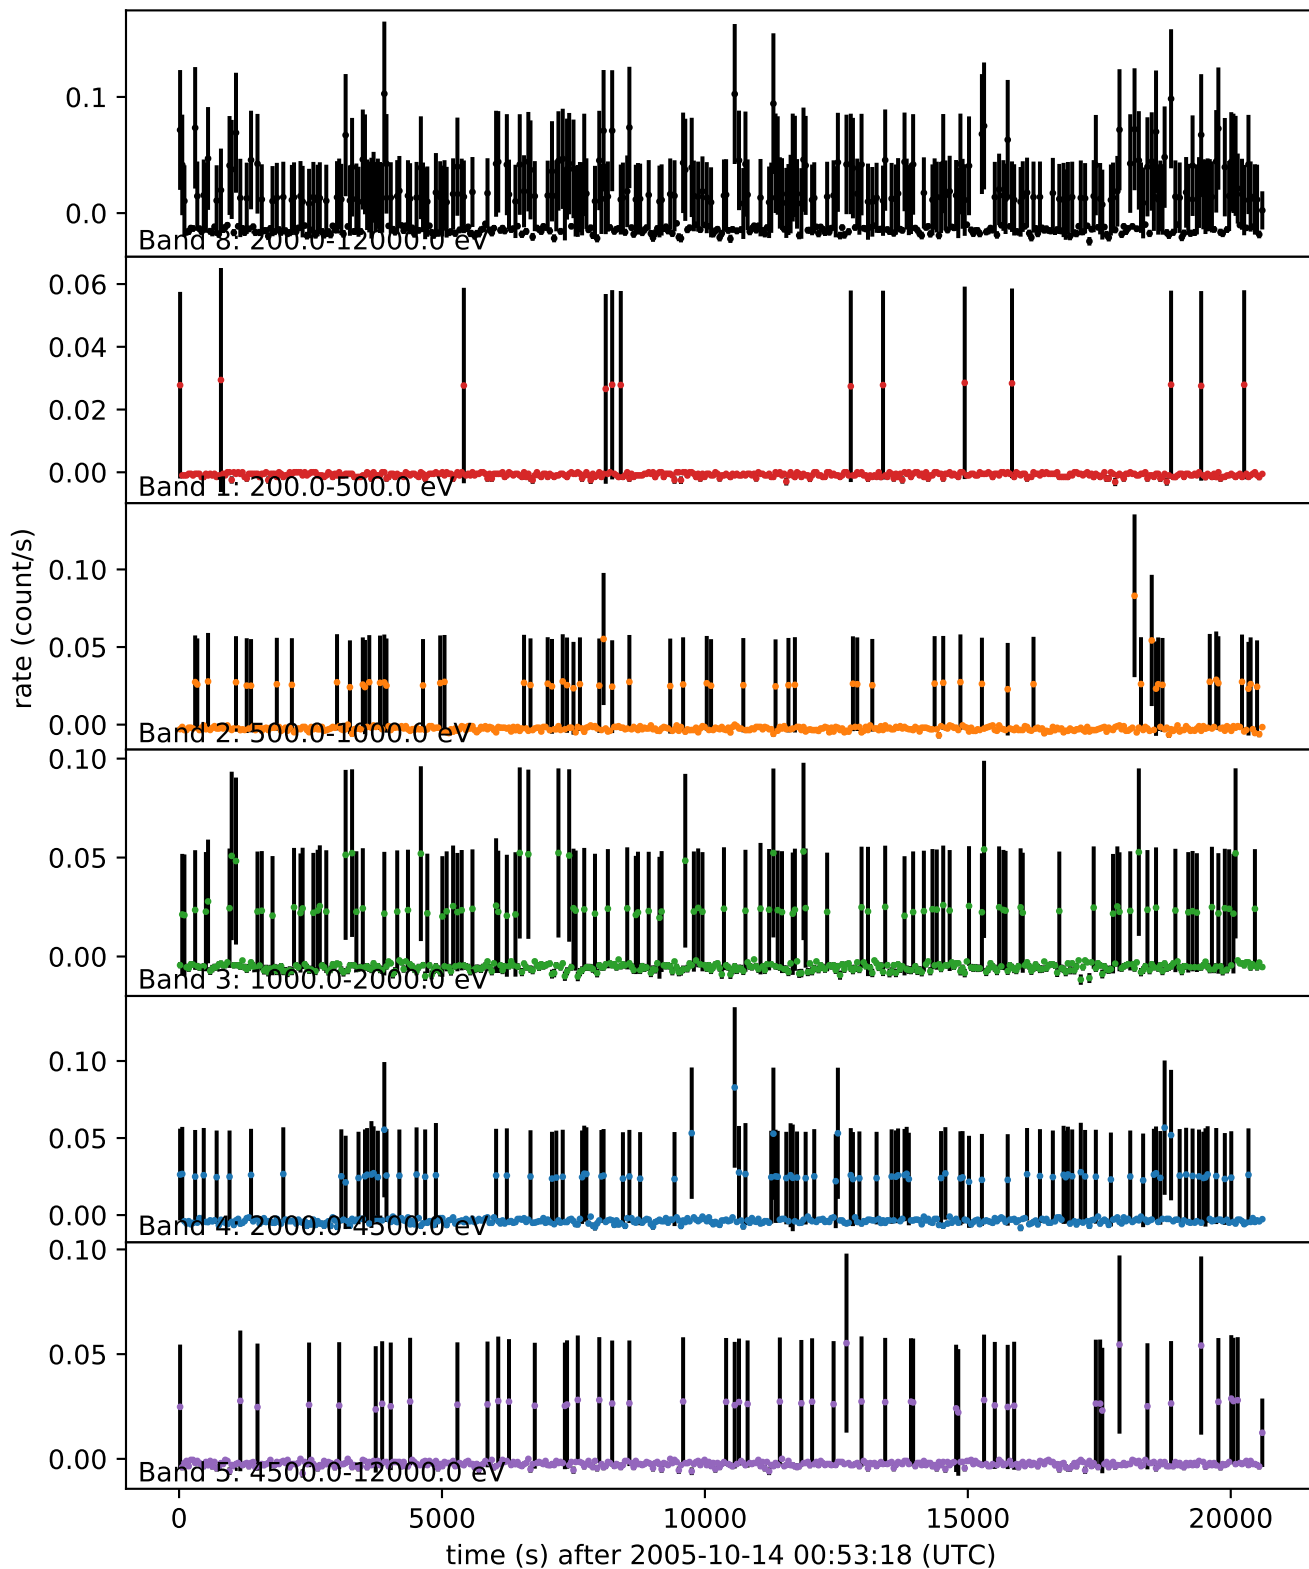 0.1
0.0
Band 8: 200.0-12000.0 eV
0.06
0.04
0.02
0.00
Band 1: 200.0-500.0 eV
rate (count/s)
0.10
0.05
0.00
Band 2: 500.0-1000.0 eV
0.10
0.05
0.00
Band 3: 1000.0-2000.0 eV
0.10
0.05
0.00
Band 4: 2000.0-4500.0 eV
0.10
0.05
0.00
Band 5: 4500.0-12000.0 eV
0 5000 10000 15000 20000
time (s) after 2005-10-14 00:53:18 (UTC)